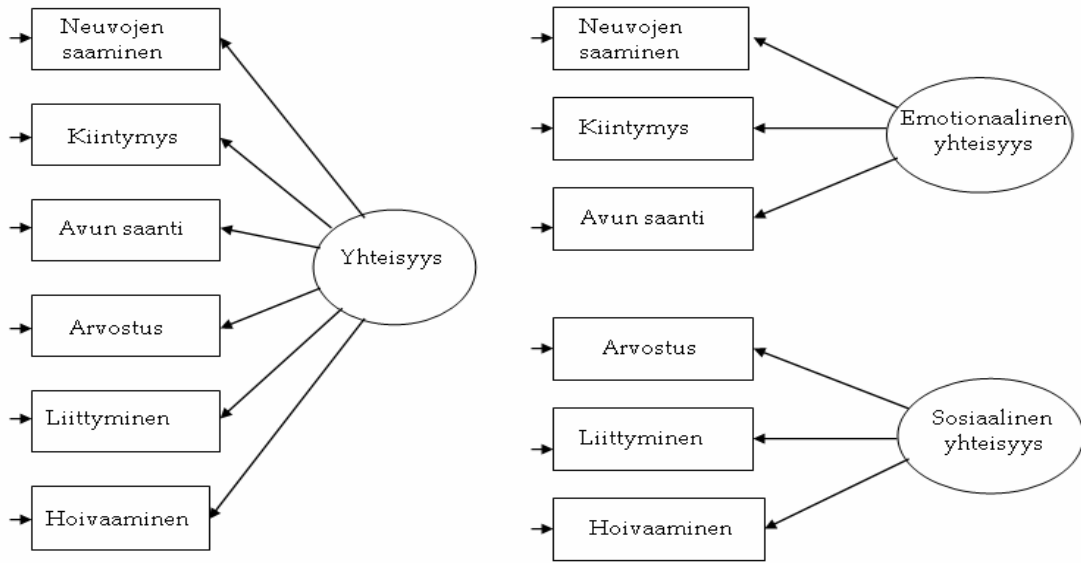 Neuvojen
saaminen
Kiintymys
Avun saanti
Arvostus
Liittyminen
Hoivaaminen
Yhteisyys
Neuvojen
saaminen
Kiintymys
Avun saanti
Emotionaalinen
yhteisyys
Arvostus
Liittyminen
Hoivaaminen
Sosiaalinen
yhteisyys